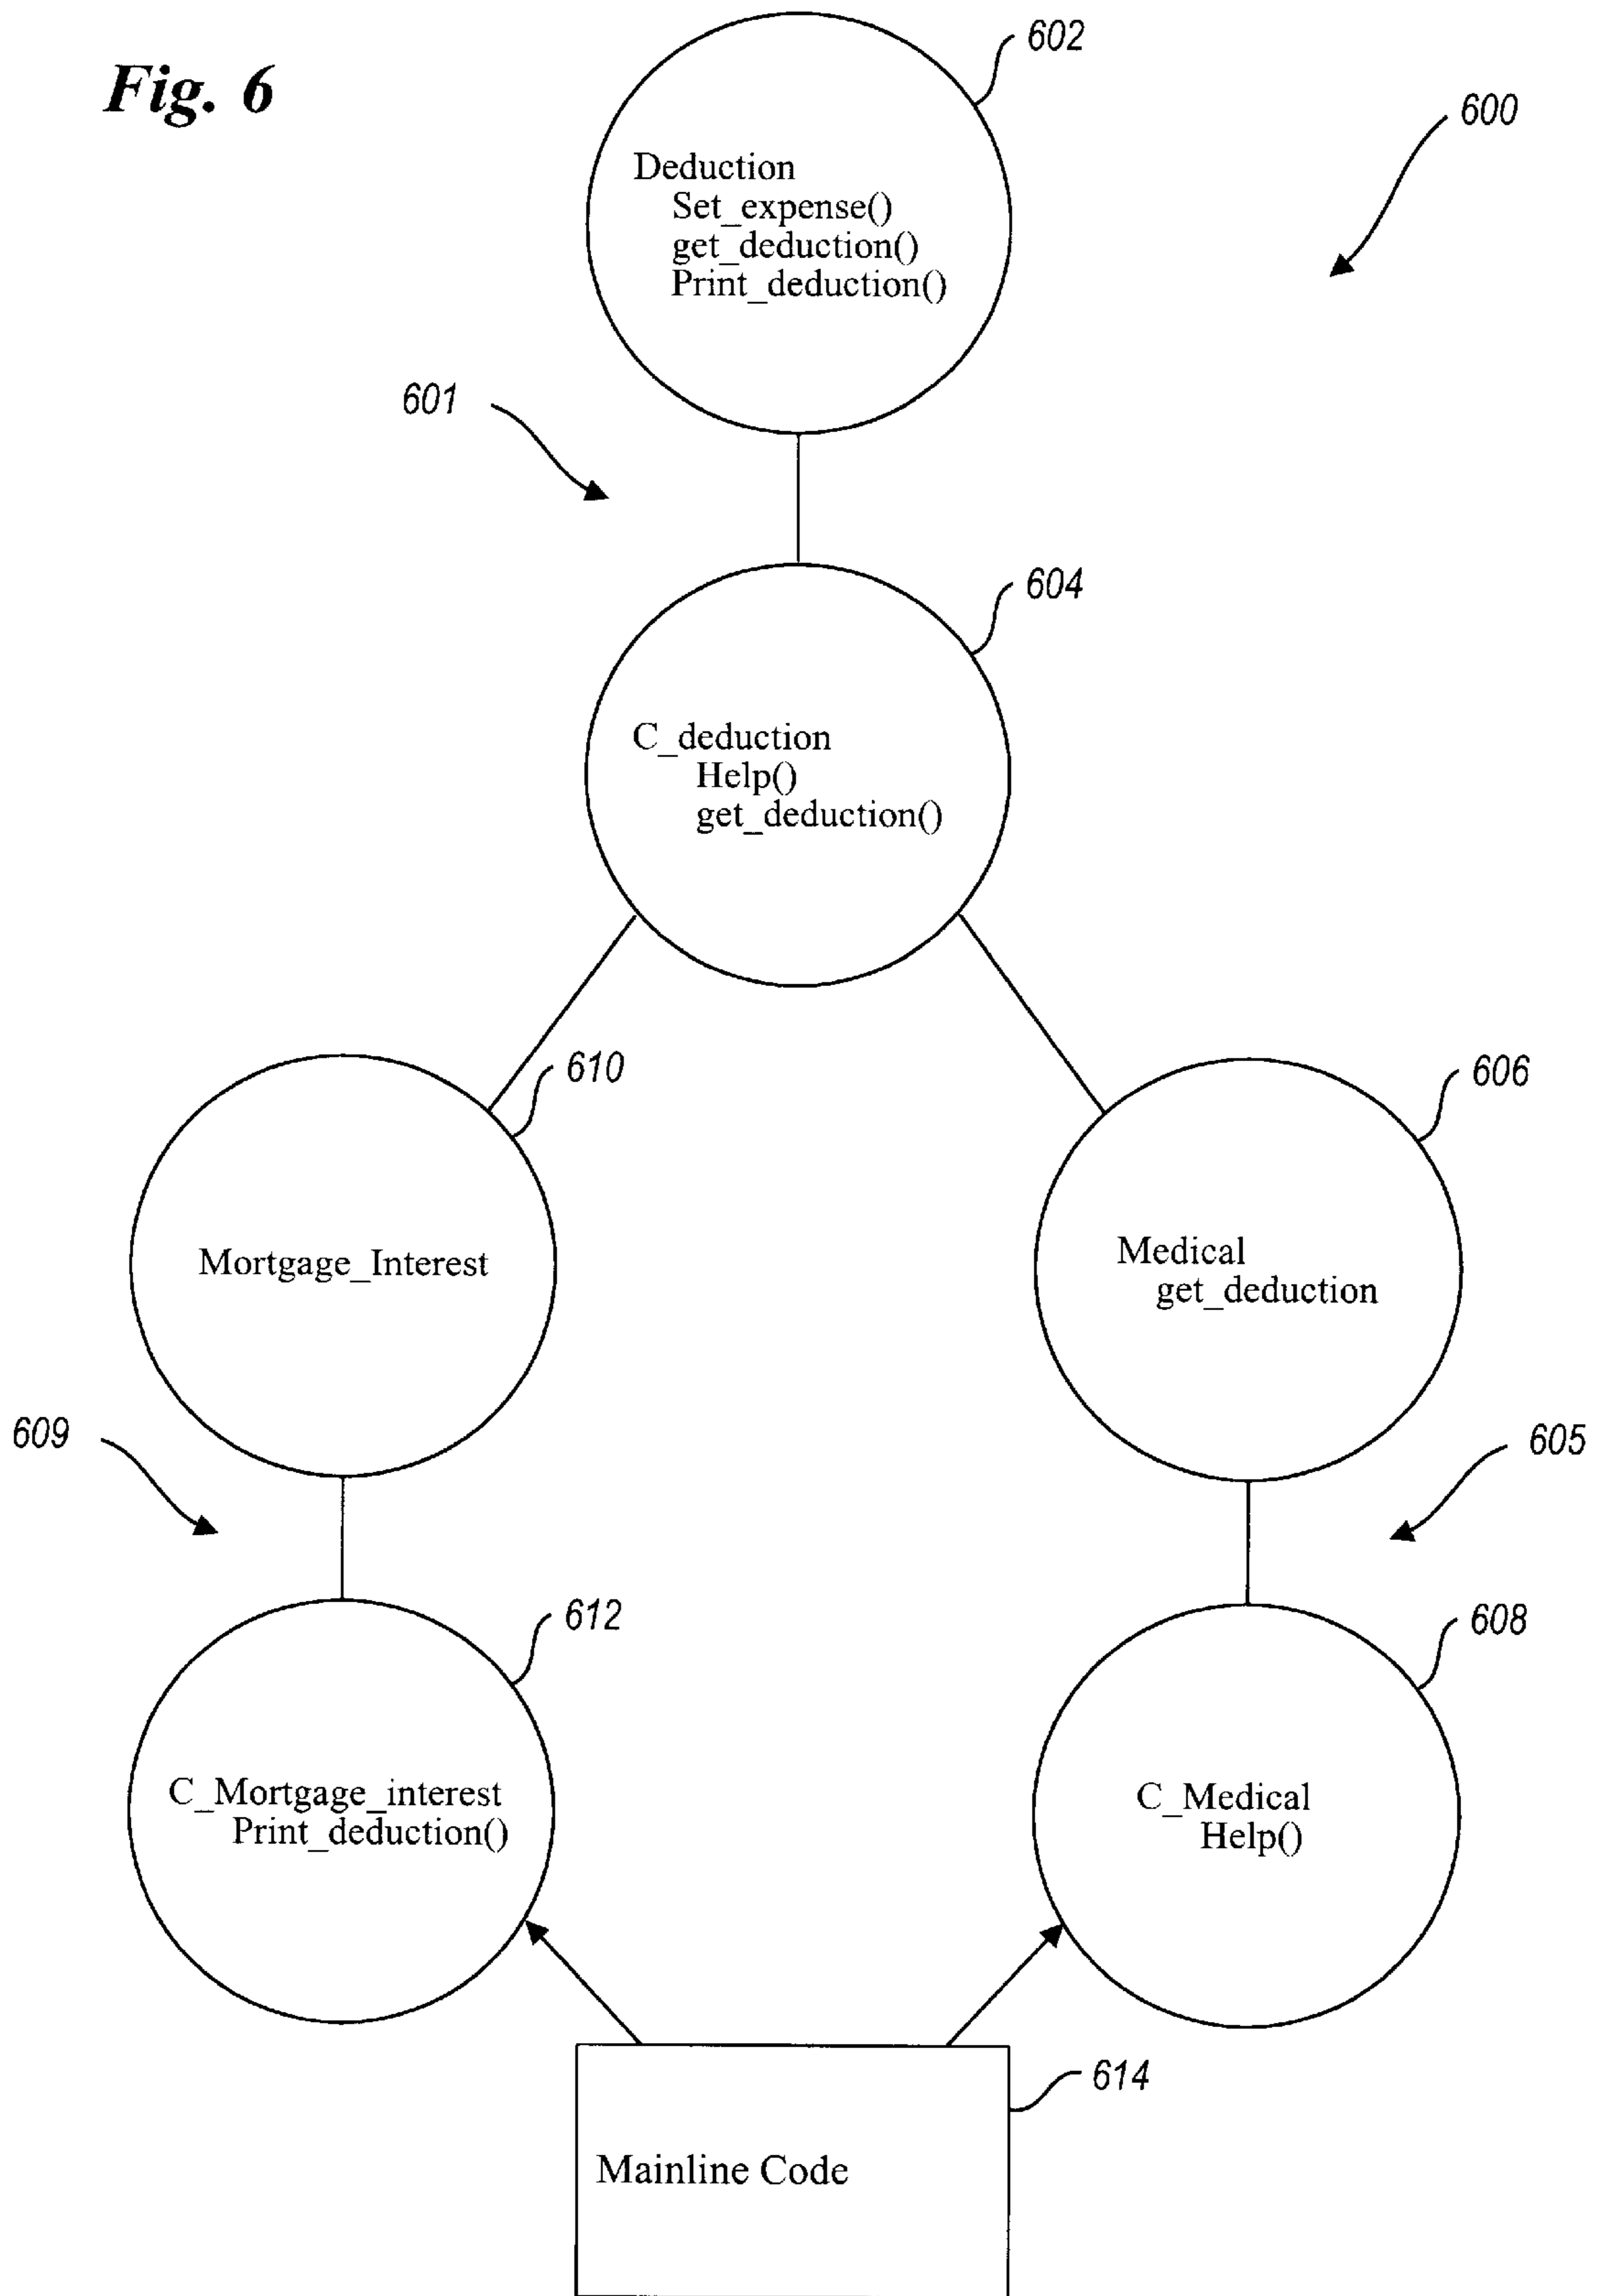 Fig. 6
602
600
Deduction
Set_expense()
get_deduction()
Print_deduction()
601
604
C_deduction
Help()
get_deduction()
610
606
Mortgage_Interest
Medical
get_deduction
609
605
612
608
C_Mortgage_interest
Print_deduction()
C_Medical
Help()
614
Mainline Code